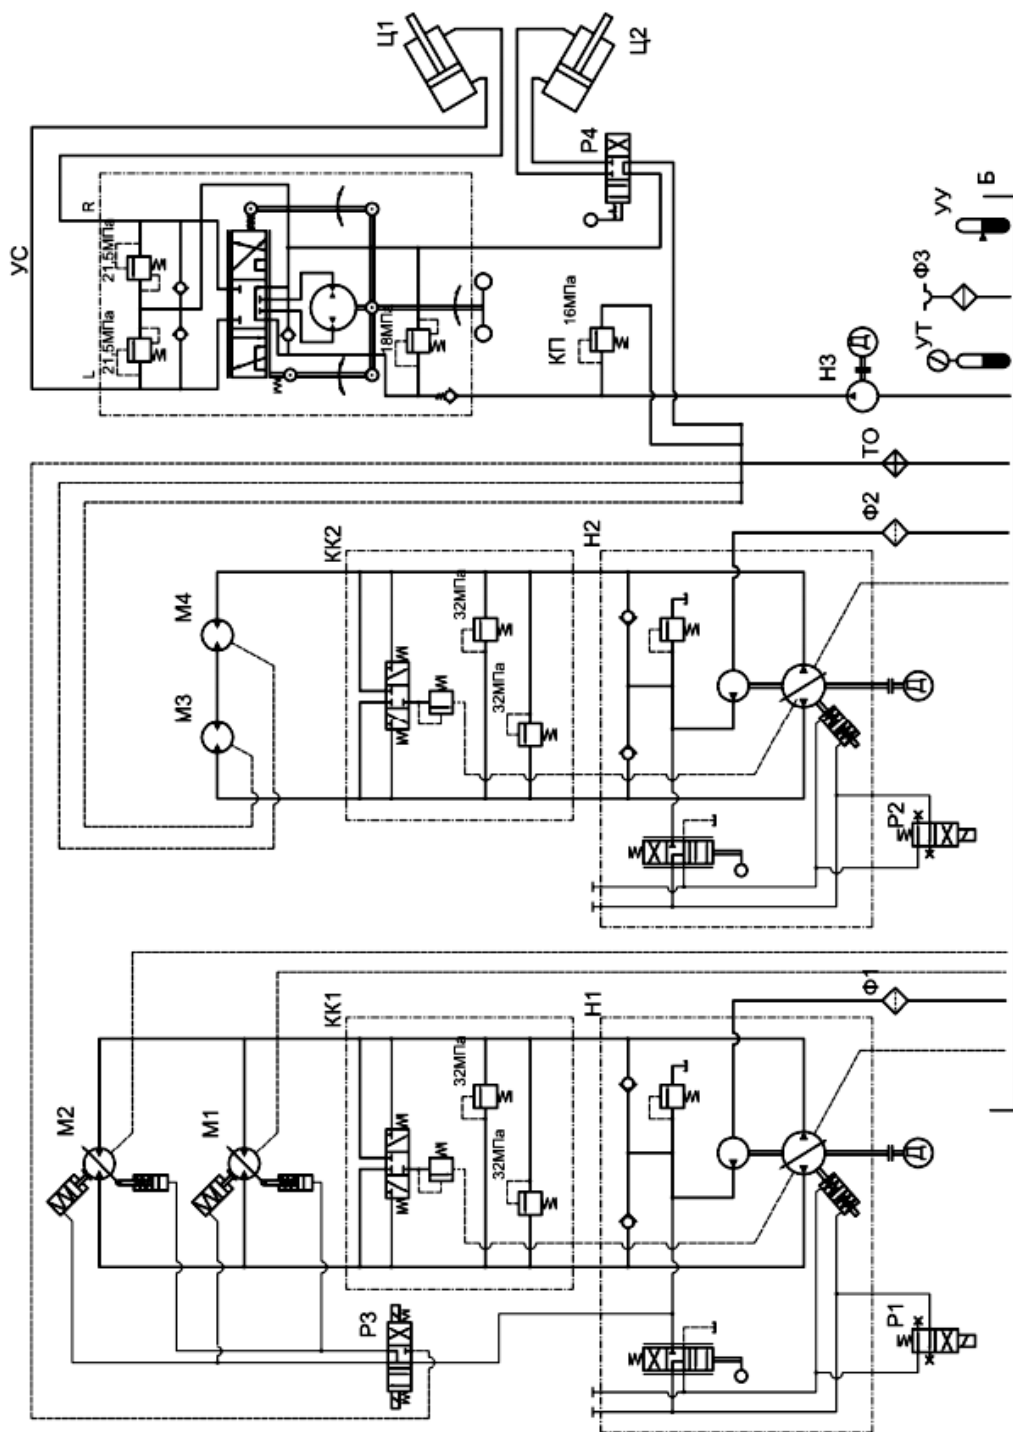 Ц1
Ц2
УС
R
L
21,5МПа
21,5МПа
Р4
18МПа
КП
16МПа
Н3
Д
УТ
Ф3
УУ
Б
ТО
Ф2
Н2
КК2
М4
М3
32МПа
32МПа
Р2
Д
М2
М1
КК1
32МПа
32МПа
Н1
Ф1
Р3
Р1
Д